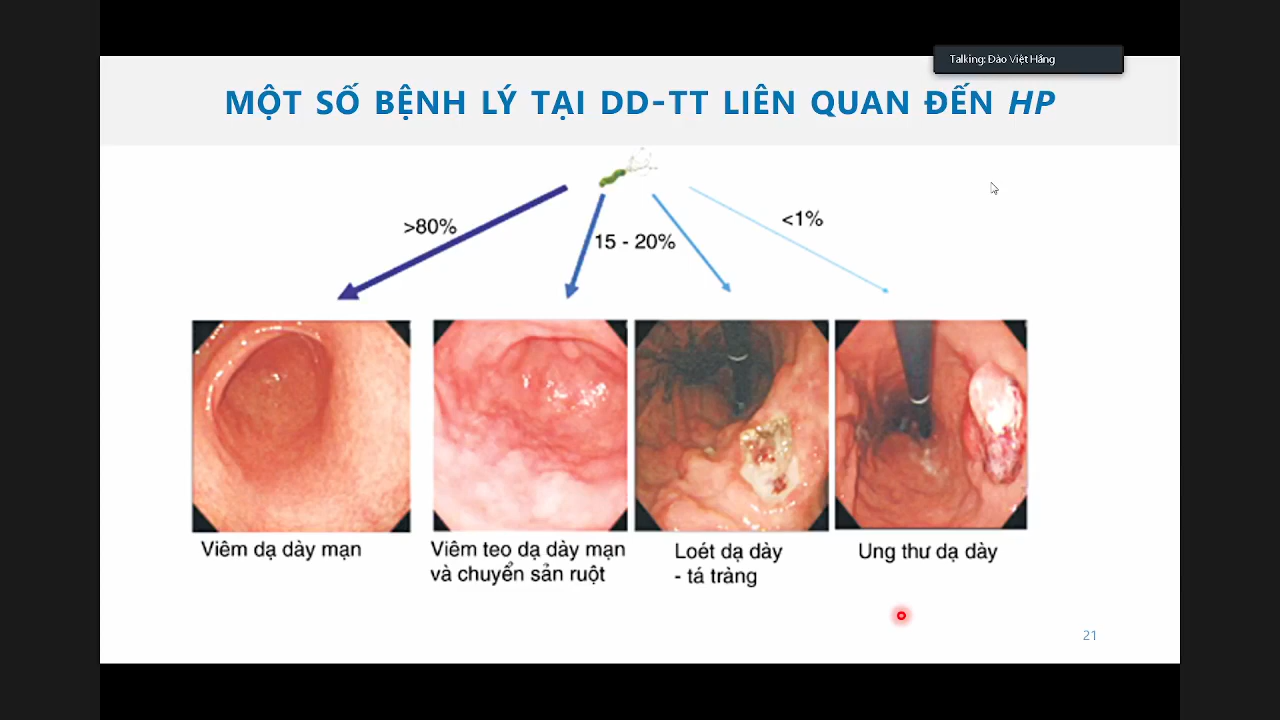 Talking: Đào Việt Hằng
MỘT SỐ BỆNH LÝ TẠI DD-TT LIÊN QUAN ĐẾN HP
>80%
15 - 20%
<1%
Viêm dạ dày mạn
Viêm teo dạ dày mạn
và chuyển sản ruột
Loét dạ dày
- tá tràng
Ung thư dạ dày
21